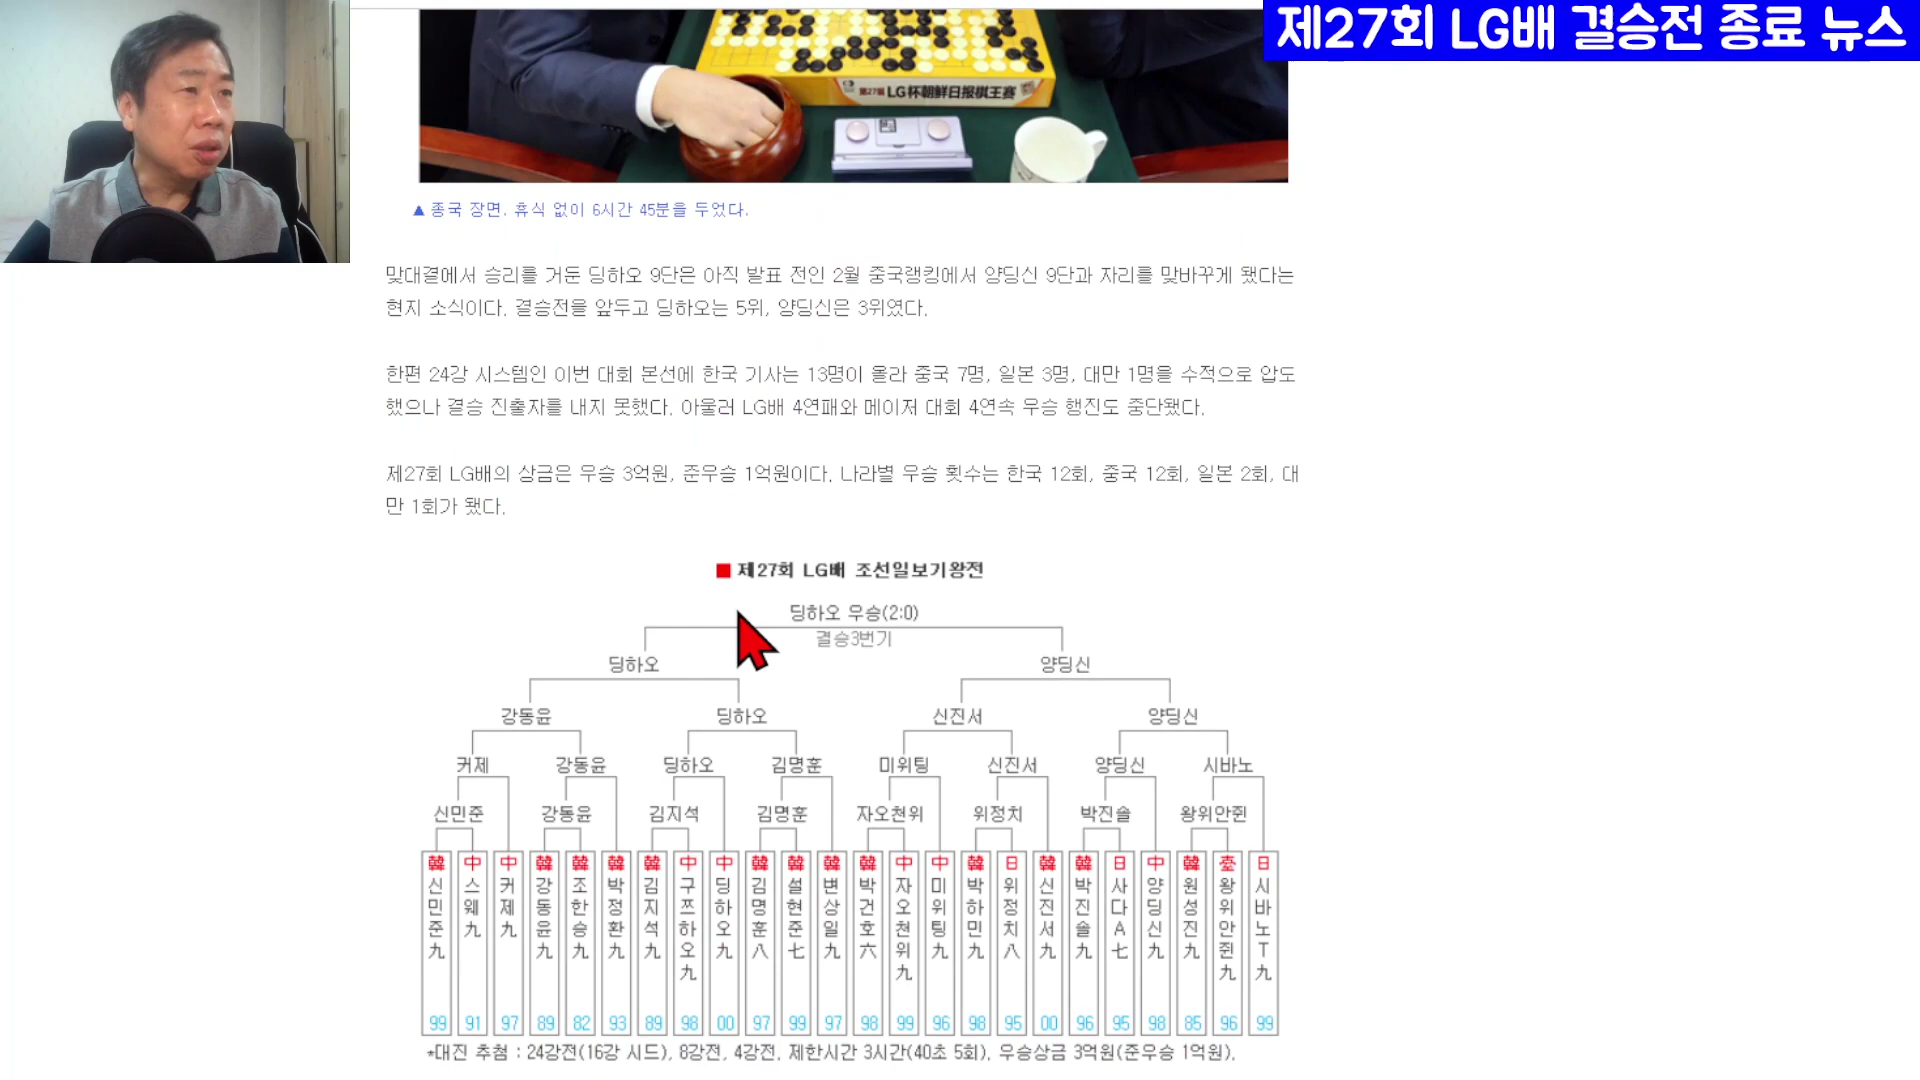 제27회 LG배 결승전 종료 뉴스
第27届 LG杯朝鲜日报棋王赛
▲ 종국 장면. 휴식 없이 6시간 45분을 두었다.
맞대결에서 승리를 거둔 딩하오 9단은 아직 발표 전인 2월 중국랭킹에서 양딩신 9단과 자리를 맞바꾸게 됐다는
현지 소식이다. 결승전을 앞두고 딩하오는 5위, 양딩신은 3위였다.
한편 24강 시스템인 이번 대회 본선에 한국 기사는 13명이 올라 중국 7명, 일본 3명, 대만 1명을 수적으로 압도
했으나 결승 진출자를 내지 못했다. 아울러 LG배 4연패와 메이저 대회 4연속 우승 행진도 중단됐다.
제27회 LG배의 상금은 우승 3억원, 준우승 1억원이다. 나라별 우승 횟수는 한국 12회, 중국 12회, 일본 2회, 대
만 1회가 됐다.
■ 제27회 LG배 조선일보기왕전
딩하오 우승(2:0)
결승3번기
딩하오 양딩신
강동윤 딩하오 신진서 양딩신
커제 강동윤 딩하오 김명훈 미위팅 신진서 양딩신 시바노
신민준 강동윤 김지석 김명훈 자오천위 위정치 박진솔 왕위안쥔
韓 신민준九 99
中 스웨九 91
中 커제九 97
韓 강동윤九 89
韓 조한승九 82
韓 박정환九 93
韓 김지석九 89
中 구쯔하오九 98
中 딩하오九 00
韓 김명훈八 97
韓 설현준七 99
韓 변상일九 97
韓 박건호六 98
中 자오천위九 99
中 미위팅九 96
韓 박하민九 98
日 위정치八 95
韓 신진서九 00
韓 박진솔九 96
日 사다A七 95
中 양딩신九 98
韓 원성진九 85
臺 왕위안쥔九 96
日 시바노T九 99
*대진 추첨 : 24강전(16강 시드), 8강전, 4강전. 제한시간 3시간(40초 5회). 우승상금 3억원(준우승 1억원).